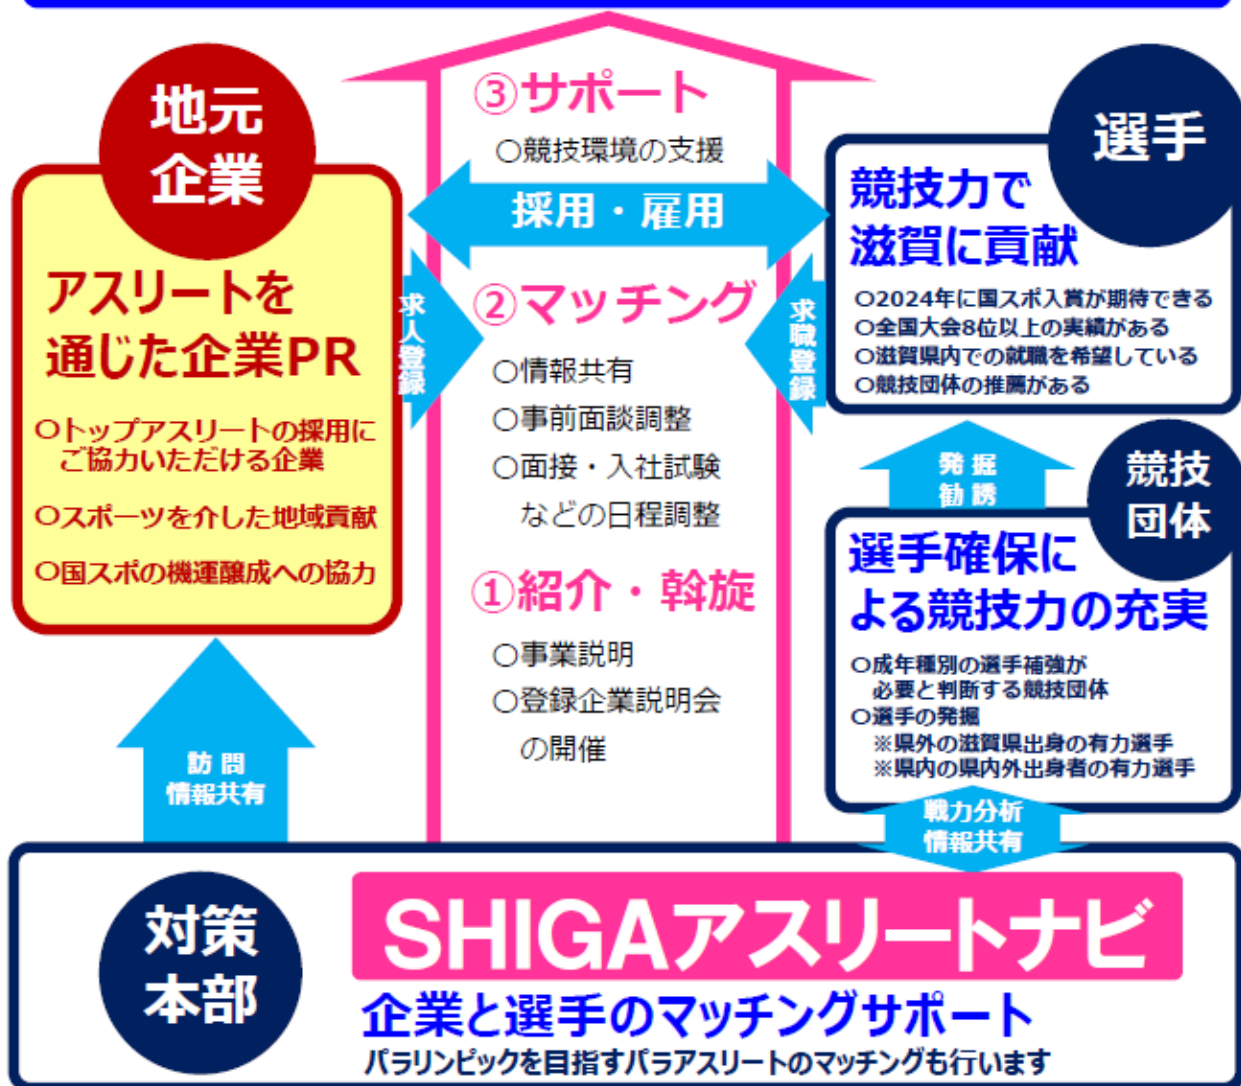 地元
企業
アスリートを
通じた企業PR
○トップアスリートの採用に
ご協力いただける企業
○スポーツを介した地域貢献
○国スポの機運醸成への協力
訪問
情報共有
求人登録
③サポート
○競技環境の支援
採用・雇用
②マッチング
○情報共有
○事前面談調整
○面接・入社試験
などの日程調整
①紹介・斡旋
○事業説明
○登録企業説明会
の開催
求職登録
選手
競技力で
滋賀に貢献
○2024年に国スポ入賞が期待できる
○全国大会8位以上の実績がある
○滋賀県内での就職を希望している
○競技団体の推薦がある
発掘
勧誘
競技
団体
選手確保に
よる競技力の充実
○成年種別の選手補強が
必要と判断する競技団体
○選手の発掘
※県外の滋賀県出身の有力選手
※県内の県内外出身者の有力選手
戦力分析
情報共有
対策
本部
SHIGAアスリートナビ
企業と選手のマッチングサポート
パラリンピックを目指すパラアスリートのマッチングも行います